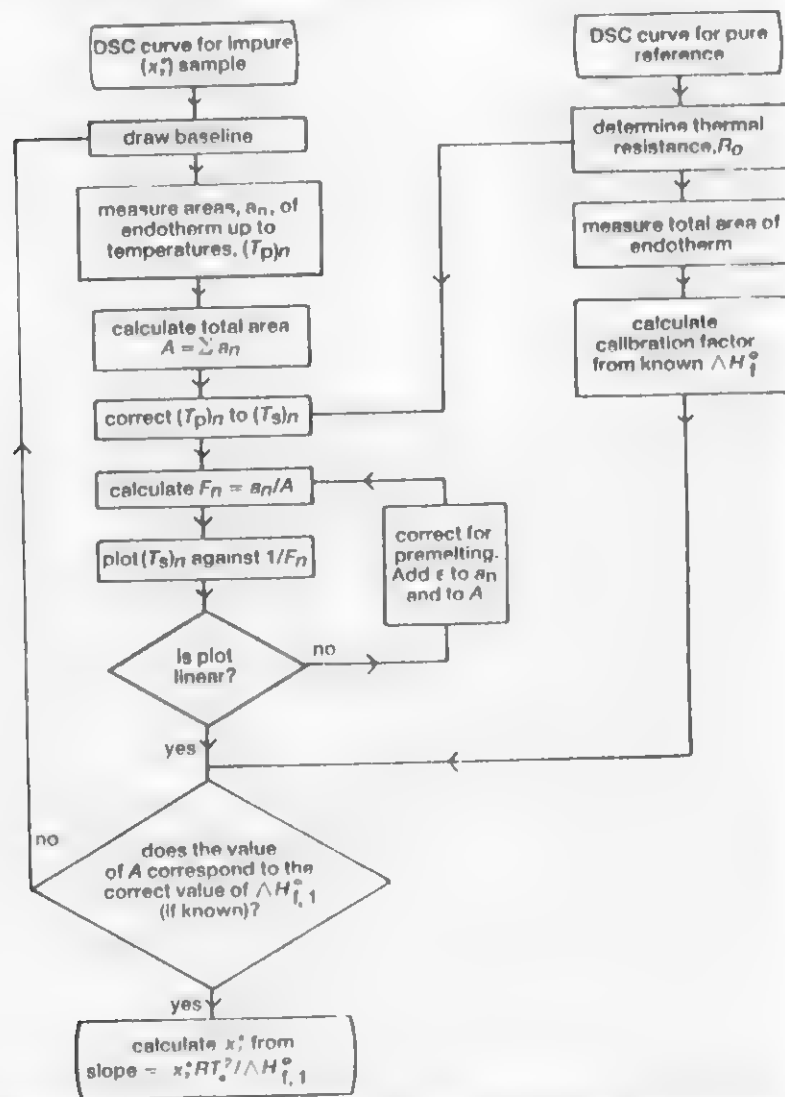 DSC curve for impure
(x₂*) sample
draw baseline
measure areas, aₙ, of
endotherm up to
temperatures, (Tₚ)ₙ
calculate total area
A = Σ aₙ
correct (Tₚ)ₙ to (Tₛ)ₙ
calculate Fₙ = aₙ/A
plot (Tₛ)ₙ against 1/Fₙ
Is plot
linear?
no
correct for
premelting.
Add ε to aₙ
and to A
yes
DSC curve for pure
reference
determine thermal
resistance, R₀
measure total area of
endotherm
calculate
calibration factor
from known ΔH°f
no
does the value
of A correspond to the
correct value of ΔH°f,1
(if known)?
yes
calculate x₂* from
slope = x₂*RT₀²/ΔH°f,1